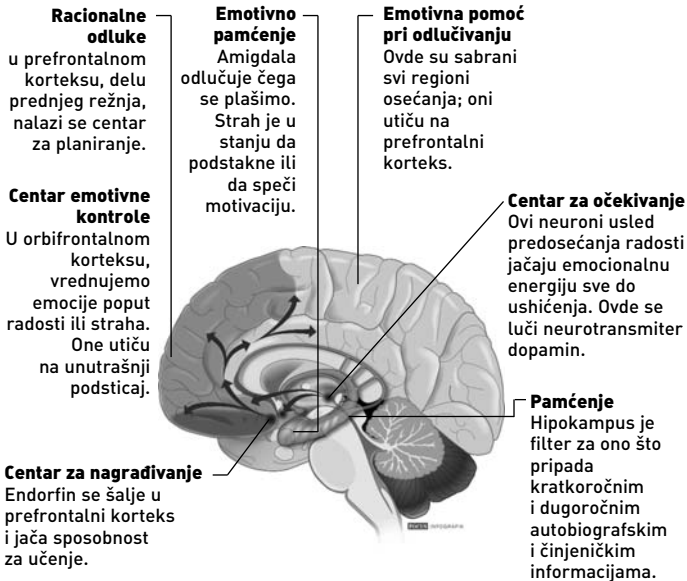 Racionalne
odluke
u prefrontalnom
korteksu, delu
prednjeg režnja,
nalazi se centar
za planiranje.
Emotivno
pamćenje
Amigdala
odlučuje čega
se plašimo.
Strah je u
stanju da
podstakne ili
da speči
motivaciju.
Emotivna pomoć
pri odlučivanju
Ovde su sabrani
svi regioni
osećanja; oni
utiču na
prefrontalni
korteks.
Centar emotivne
kontrole
U orbifrontalnom
korteksu,
vrednujemo
emocije poput
radosti ili straha.
One utiču
na unutrašnji
podsticaj.
Centar za očekivanje
Ovi neuroni usled
predosećanja radosti
jačaju emocionalnu
energiju sve do
ushićenja. Ovde se
luči neurotransmiter
dopamin.
Centar za nagrađivanje
Endorfin se šalje u
prefrontalni korteks
i jača sposobnost
za učenje.
Pamćenje
Hipokampus je
filter za ono što
pripada
kratkoročnim
i dugoročnim
autobiografskim
i činjeničkim
informacijama.
INFOGRAFIK